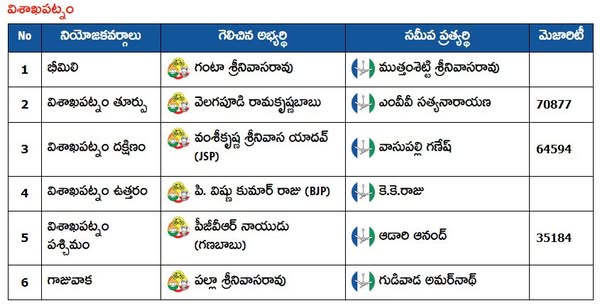 విశాఖపట్నం
No నియోజకవర్గాలు గెలిచిన అభ్యర్థి సమీప ప్రత్యర్థి మెజారిటీ
1 భీమిలి గంటా శ్రీనివాసరావు ముత్తంశెట్టి శ్రీనివాసరావు
2 విశాఖపట్నం తూర్పు వెలగపూడి రామకృష్ణబాబు ఎంవీవీ సత్యనారాయణ 70877
3 విశాఖపట్నం దక్షిణం వంశీకృష్ణ శ్రీనివాస యాదవ్
(JSP) వాసుపల్లి గణేష్ 64594
4 విశాఖపట్నం ఉత్తరం పి. విష్ణు కుమార్ రాజు (BJP) కె.కె.రాజు
5 విశాఖపట్నం
పశ్చిమం పీజీవీఆర్ నాయుడు
(గణబాబు) ఆడారి ఆనంద్ 35184
6 గాజువాక పల్లా శ్రీనివాసరావు గుడివాడ అమర్‌నాథ్